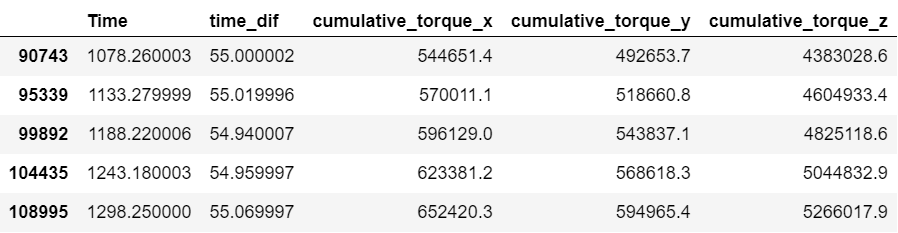 Time time_dif cumulative_torque_x cumulative_torque_y cumulative_torque_z
90743 1078.260003 55.000002 544651.4 492653.7 4383028.6
95339 1133.279999 55.019996 570011.1 518660.8 4604933.4
99892 1188.220006 54.940007 596129.0 543837.1 4825118.6
104435 1243.180003 54.959997 623381.2 568618.3 5044832.9
108995 1298.250000 55.069997 652420.3 594965.4 5266017.9